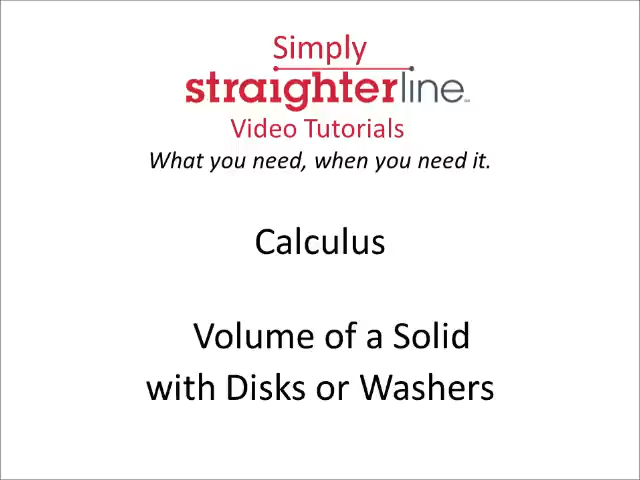 Simply
straighterline
Video Tutorials
What you need, when you need it.
Calculus
Volume of a Solid
with Disks or Washers